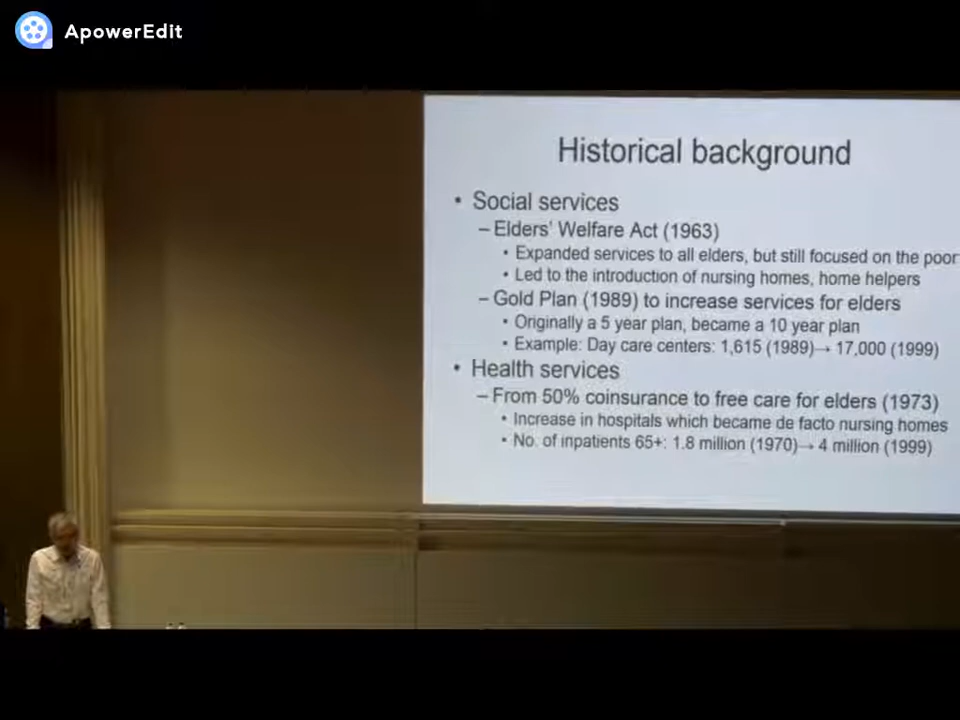 ApowerEdit
Historical background
• Social services
– Elders' Welfare Act (1963)
• Expanded services to all elders, but still focused on the poor
• Led to the introduction of nursing homes, home helpers
– Gold Plan (1989) to increase services for elders
• Originally a 5 year plan, became a 10 year plan
• Example: Day care centers: 1,615 (1989)→ 17,000 (1999)
• Health services
– From 50% coinsurance to free care for elders (1973)
• Increase in hospitals which became de facto nursing homes
• No. of inpatients 65+: 1.8 million (1970)→ 4 million (1999)